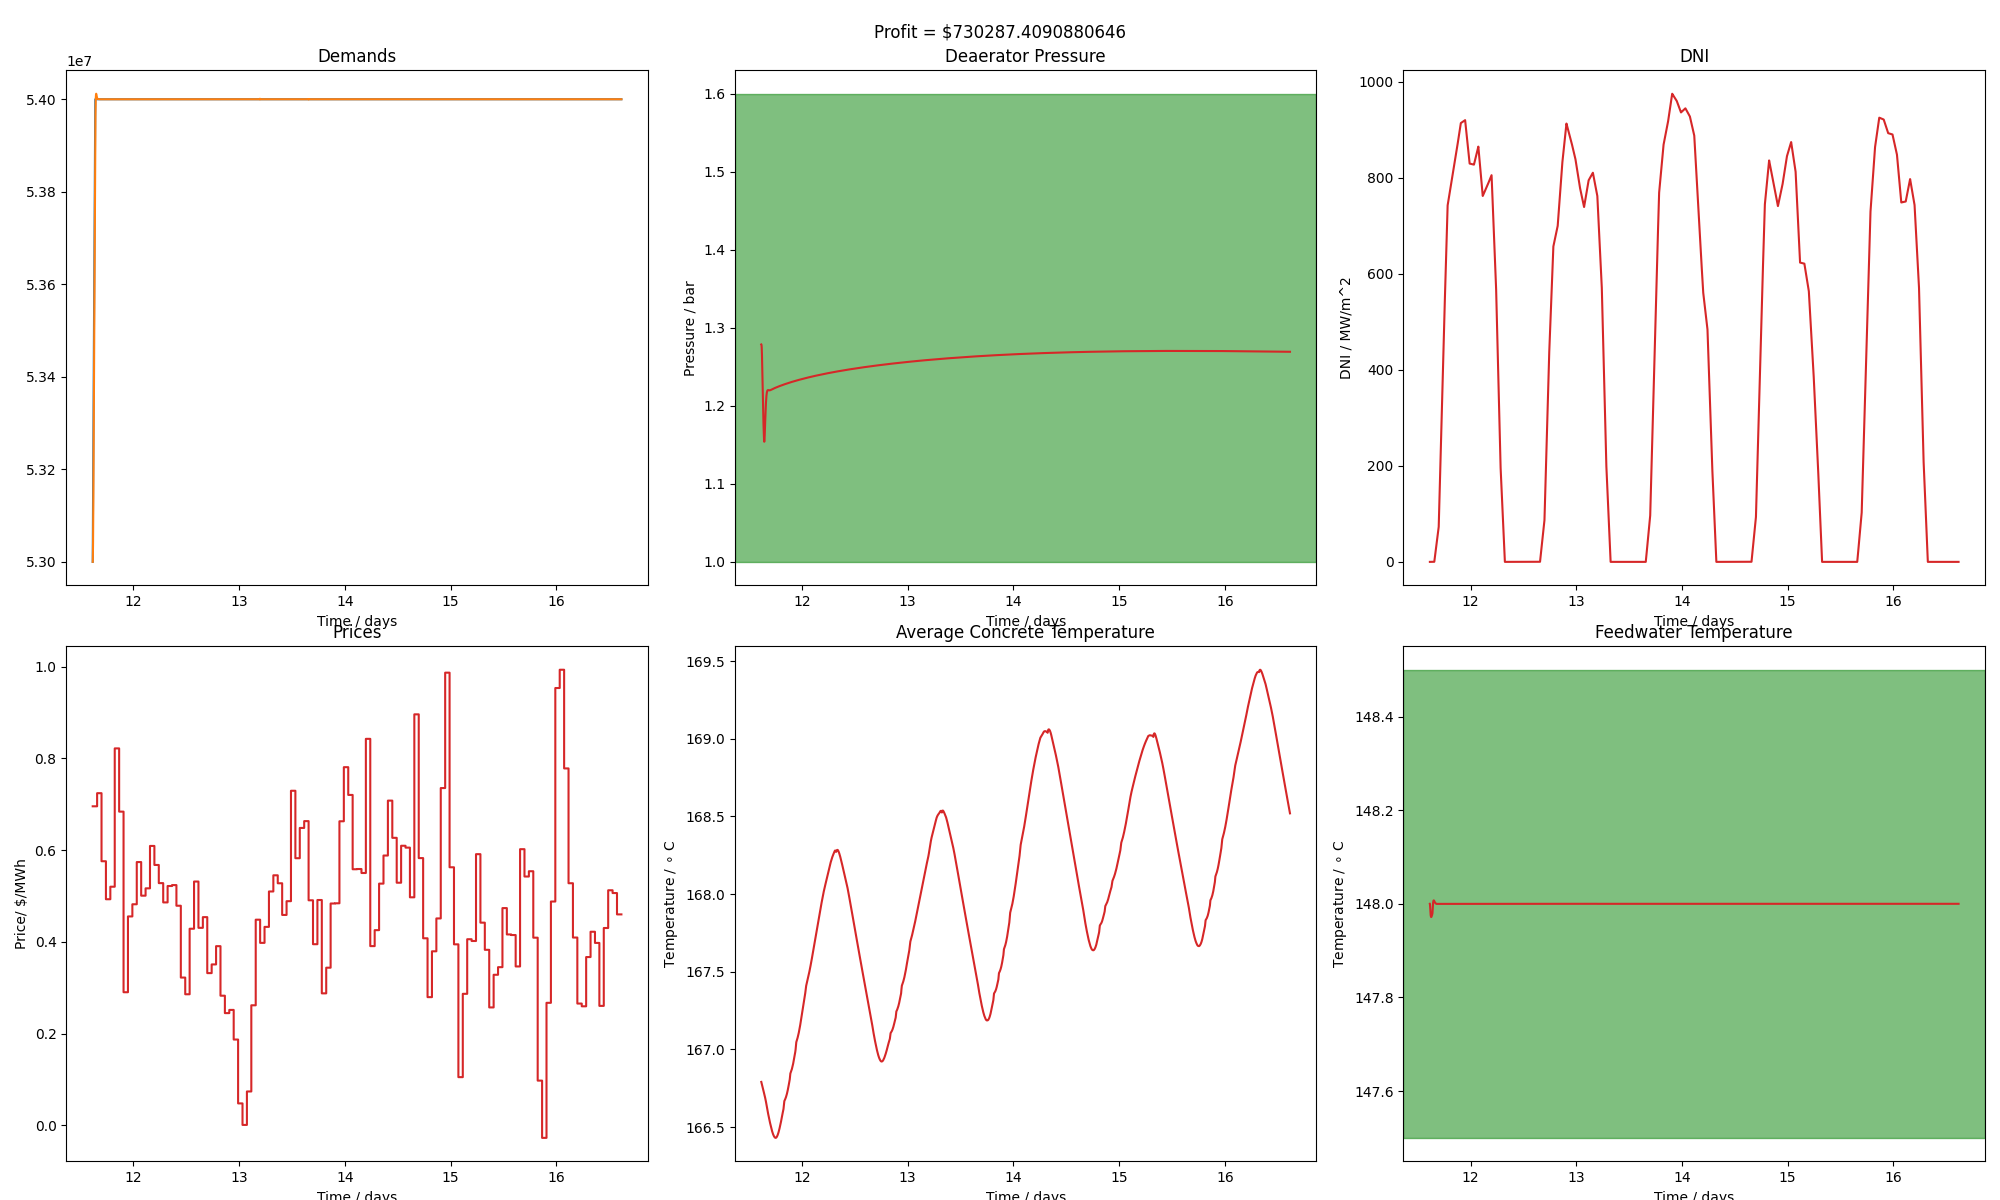 Profit = $730287.4090880646
Demands
1e7
5.40
5.38
5.36
5.34
5.32
5.30
12 13 14 15 16
Time / days
Deaerator Pressure
Pressure / bar
1.6
1.5
1.4
1.3
1.2
1.1
1.0
12 13 14 15 16
Time / days
DNI
DNI / MW/m^2
1000
800
600
400
200
0
12 13 14 15 16
Time / days
Prices
Price/ $/MWh
1.0
0.8
0.6
0.4
0.2
0.0
12 13 14 15 16
Time / days
Average Concrete Temperature
Temperature / ∘ C
169.5
169.0
168.5
168.0
167.5
167.0
166.5
12 13 14 15 16
Time / days
Feedwater Temperature
Temperature / ∘ C
148.4
148.2
148.0
147.8
147.6
12 13 14 15 16
Time / days